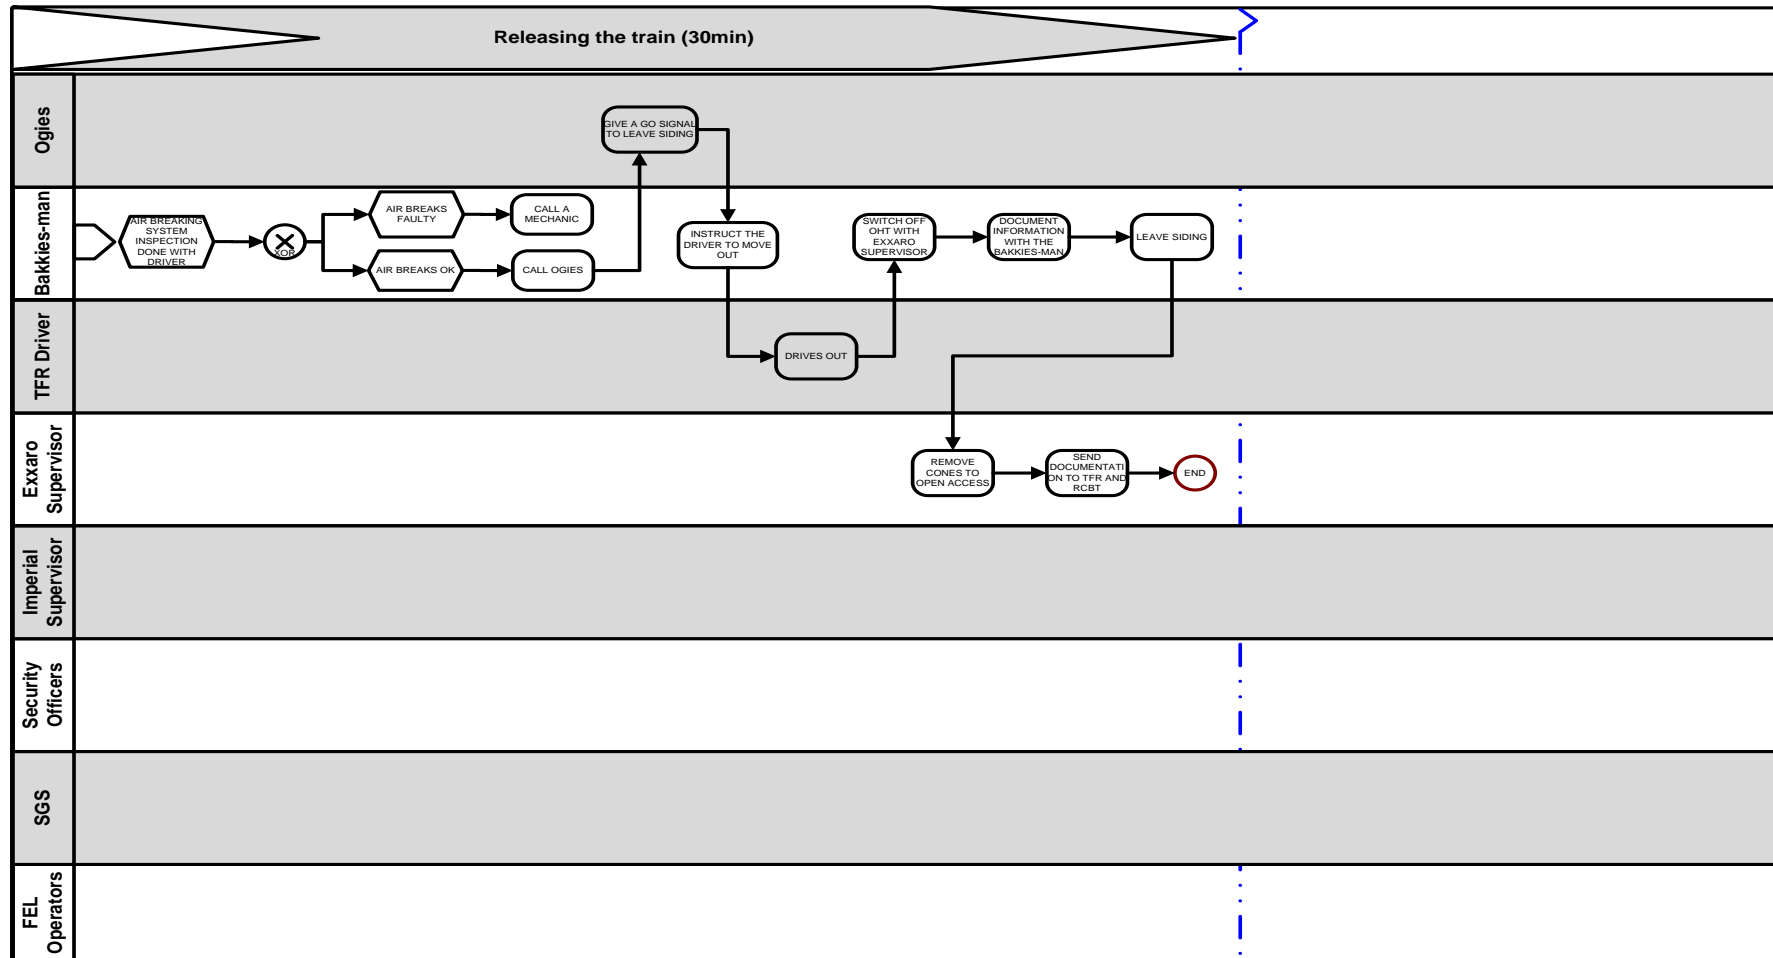 Releasing the train (30min)
Ogies
GIVE A GO SIGNAL
TO LEAVE SIDING
Bakkies-man
AIR BREAKING
SYSTEM
INSPECTION
DONE WITH
DRIVER
XOR
AIR BREAKS
FAULTY
CALL A
MECHANIC
AIR BREAKS OK
CALL OGIES
INSTRUCT THE
DRIVER TO MOVE
OUT
SWITCH OFF
OHT WITH
EXXARO
SUPERVISOR
DOCUMENT
INFORMATION
WITH THE
BAKKIES-MAN
LEAVE SIDING
TFR Driver
DRIVES OUT
Exxaro
Supervisor
REMOVE
CONES TO
OPEN ACCESS
SEND
DOCUMENTATI
ON TO TFR AND
RCBT
END
Imperial
Supervisor
Security
Officers
SGS
FEL
Operators